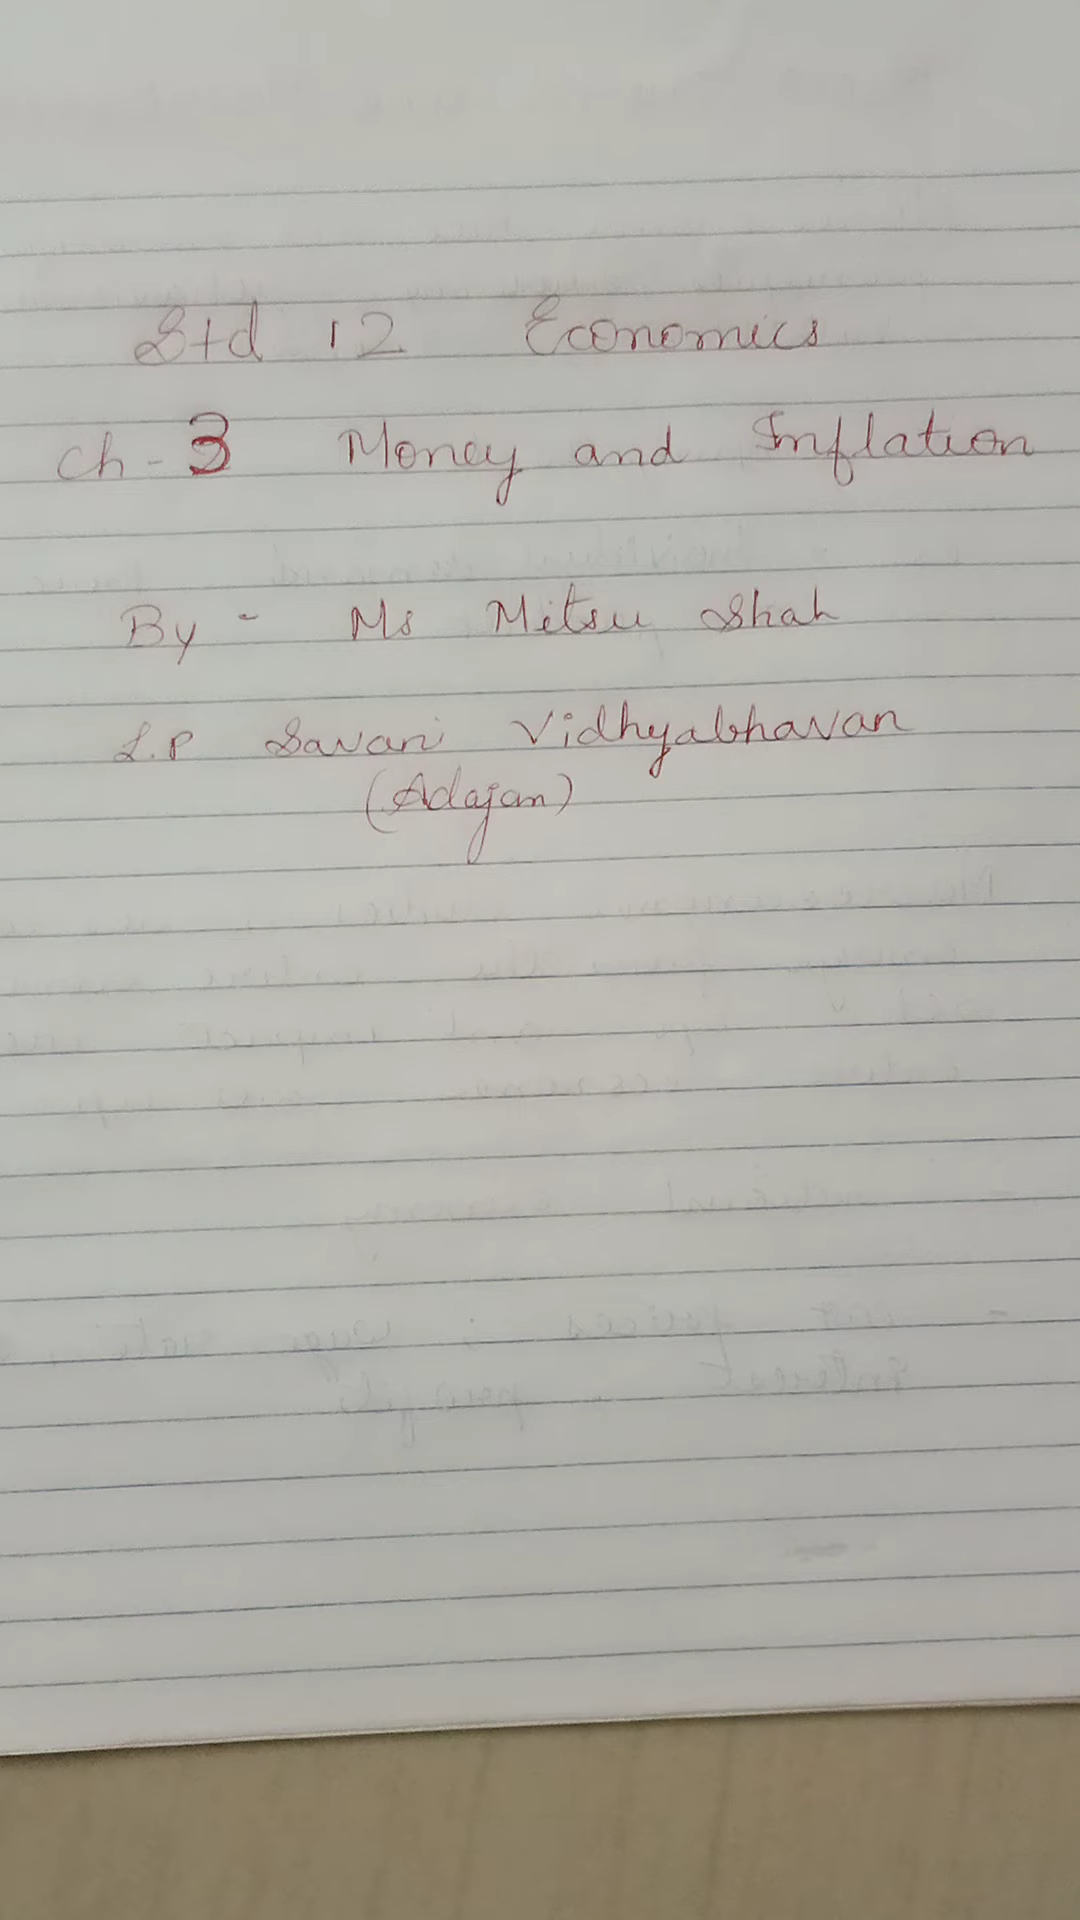 Std 12 Economics
Ch - 3 Money and Inflation
By - Ms Mitsu Shah
L.P Savani Vidhyabhavan
(Adajan)